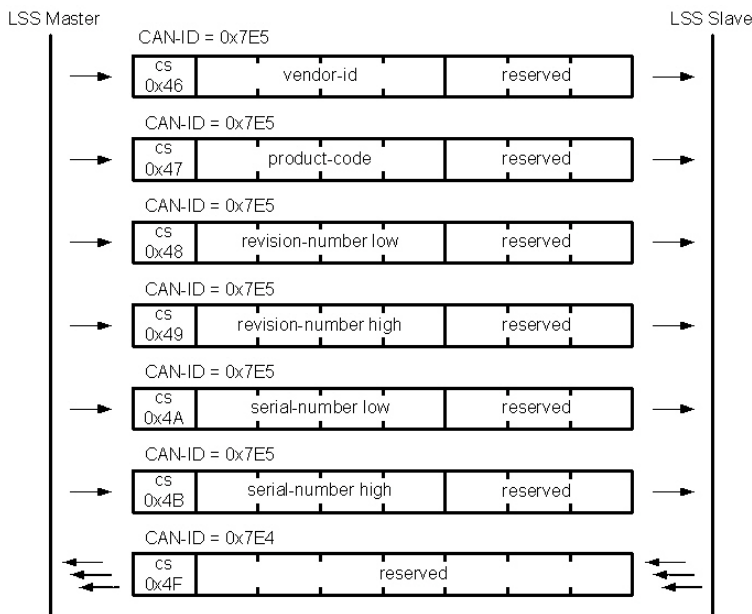 LSS Master
LSS Slave
CAN-ID = 0x7E5
cs
0x46
vendor-id
reserved
CAN-ID = 0x7E5
cs
0x47
product-code
reserved
CAN-ID = 0x7E5
cs
0x48
revision-number low
reserved
CAN-ID = 0x7E5
cs
0x49
revision-number high
reserved
CAN-ID = 0x7E5
cs
0x4A
serial-number low
reserved
CAN-ID = 0x7E5
cs
0x4B
serial-number high
reserved
CAN-ID = 0x7E4
cs
0x4F
reserved